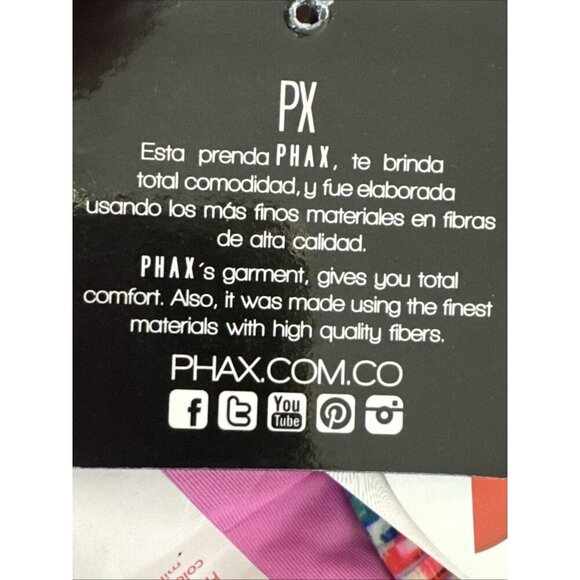 PX
Esta prenda PHAX, te brinda
total comodidad, y fue elaborada
usando los más finos materiales en fibras
de alta calidad.
PHAX´s garment, gives you total
comfort. Also, it was made using the finest
materials with high quality fibers.
PHAX.COM.CO
You
Tube